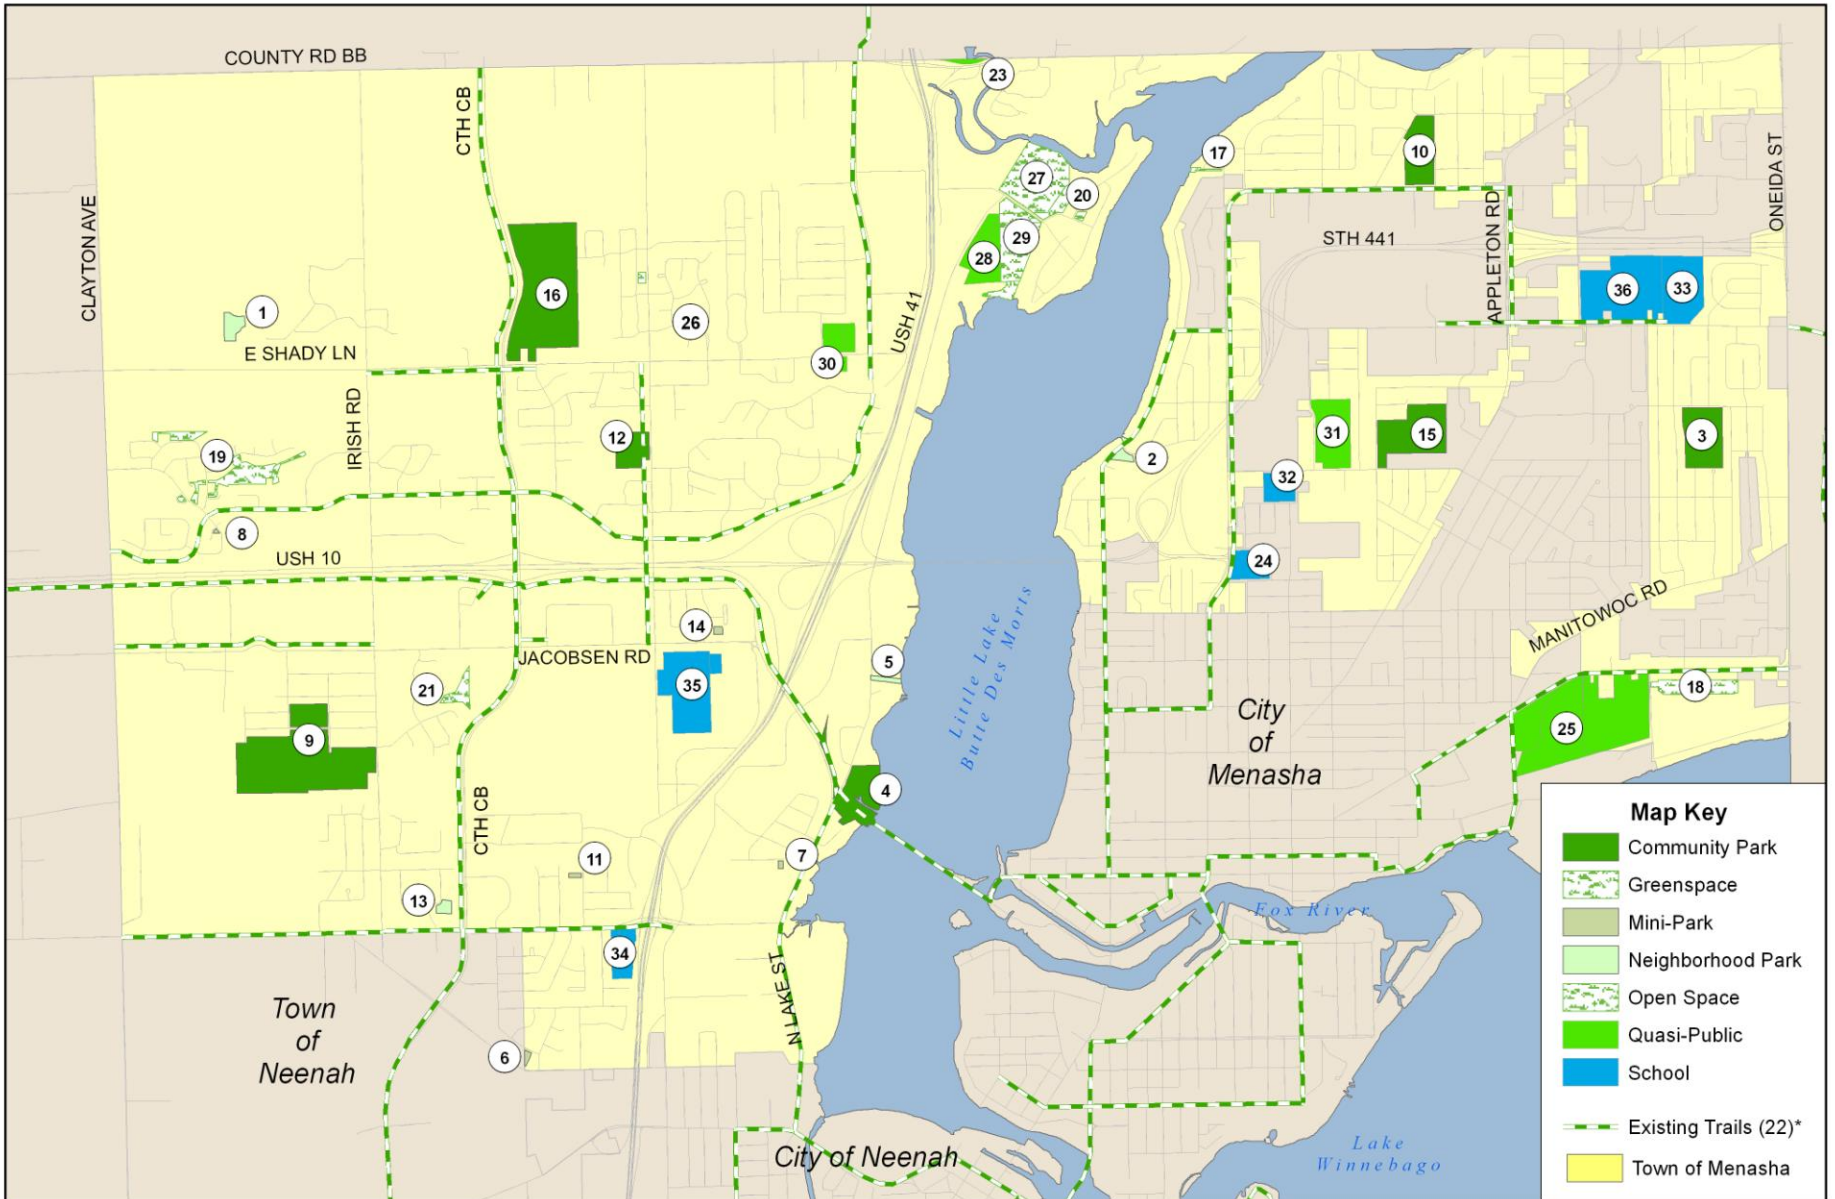 COUNTY RD BB
23
CTH CB
17
10
27
20
ONEIDA ST
CLAYTON AVE
APPLETON RD
29
STH 441
28
16
36
33
1
26
USH 41
E SHADY LN
30
IRISH RD
12
31
15
3
19
2
32
8
USH 10
24
MANITOWOC RD
14
JACOBSEN RD
5
Little Lake
Butte Des Morts
35
21
18
City
of
Menasha
25
9
4
CTH CB
7
11
13
Fox River
34
N LAKE ST
Town
of
Neenah
6
City of Neenah
Lake
Winnebago
Map Key
Community Park
Greenspace
Mini-Park
Neighborhood Park
Open Space
Quasi-Public
School
Existing Trails (22)*
Town of Menasha